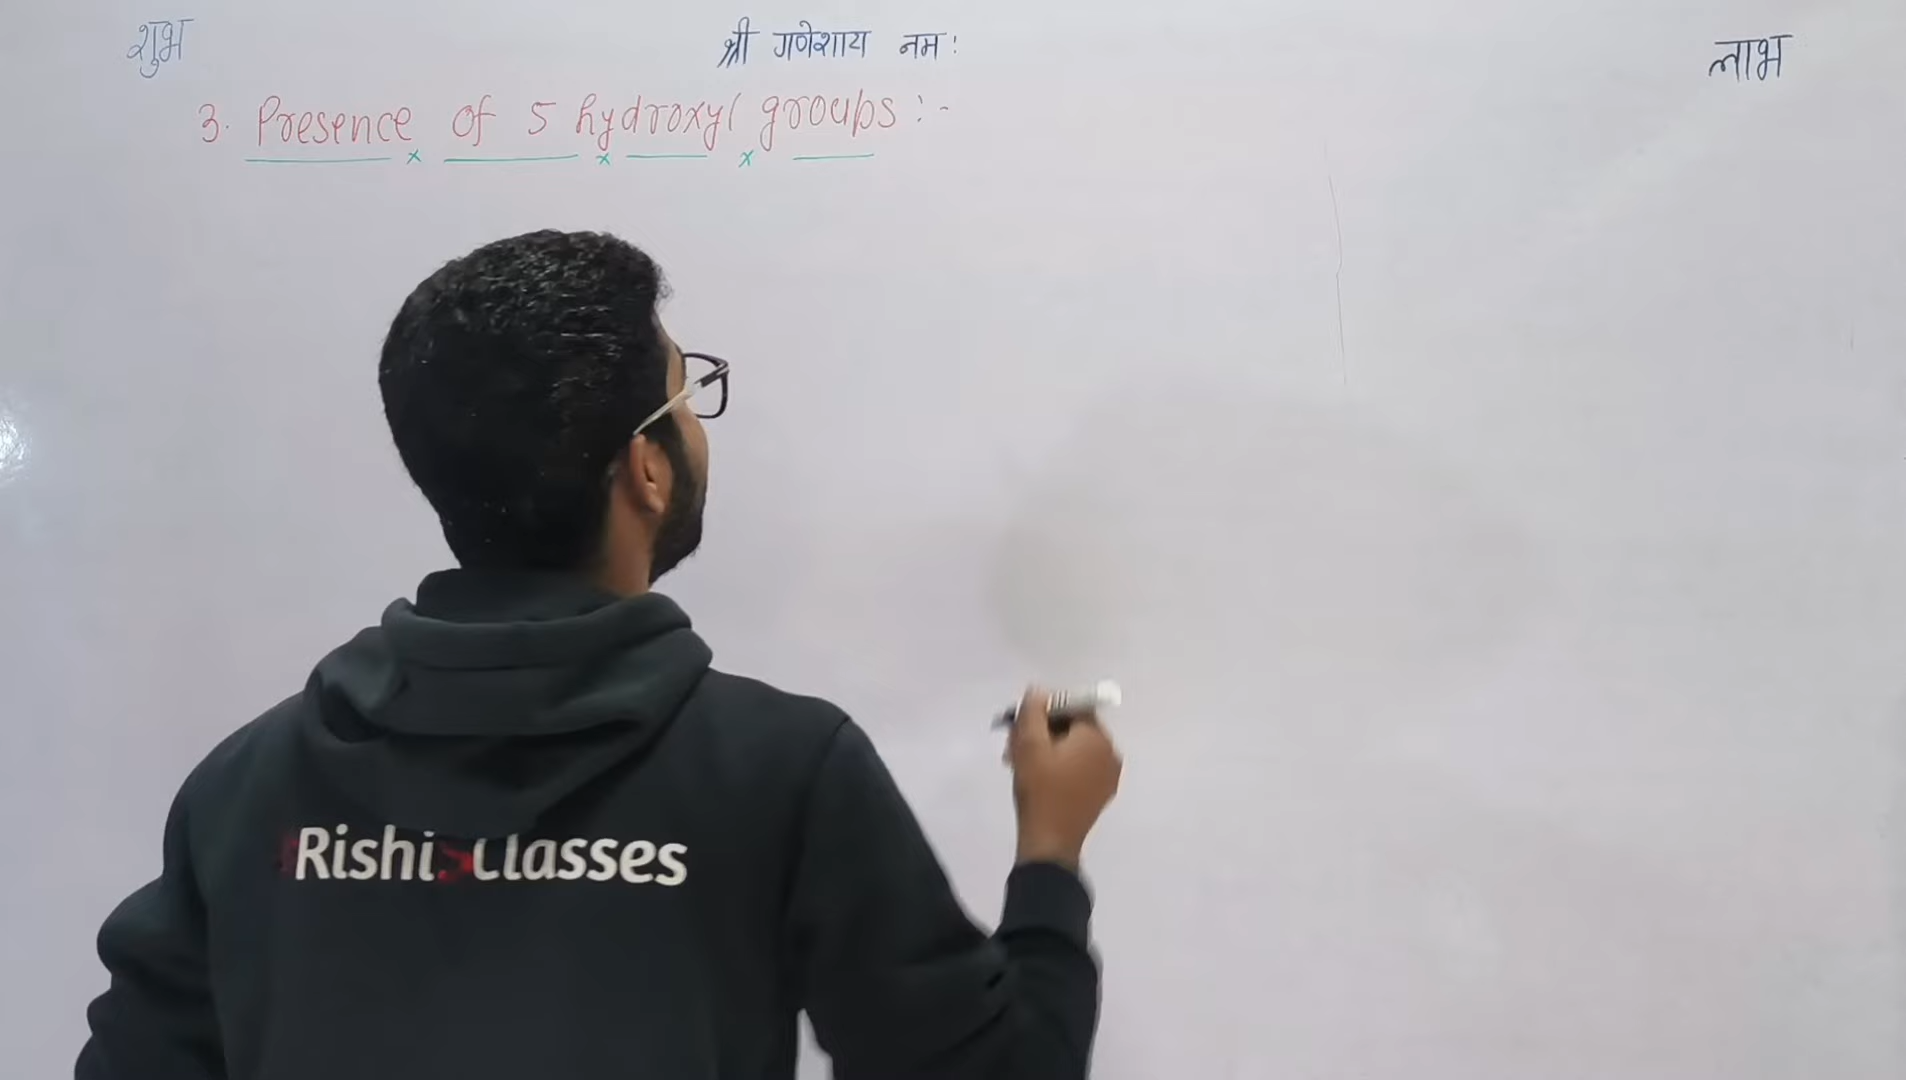 शुभ श्री गणेशाय नमः लाभ
3. Presence of 5 hydroxyl groups :-
Rishi Classes